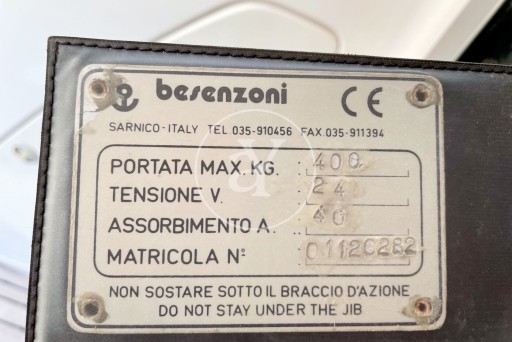 besenzoni CE
SARNICO-ITALY TEL 035-910456 FAX.035-911394
PORTATA MAX. KG. : 400
TENSIONE V. : 24
ASSORBIMENTO A. : 40
MATRICOLA N° : 0112C282
NON SOSTARE SOTTO IL BRACCIO D'AZIONE
DO NOT STAY UNDER THE JIB